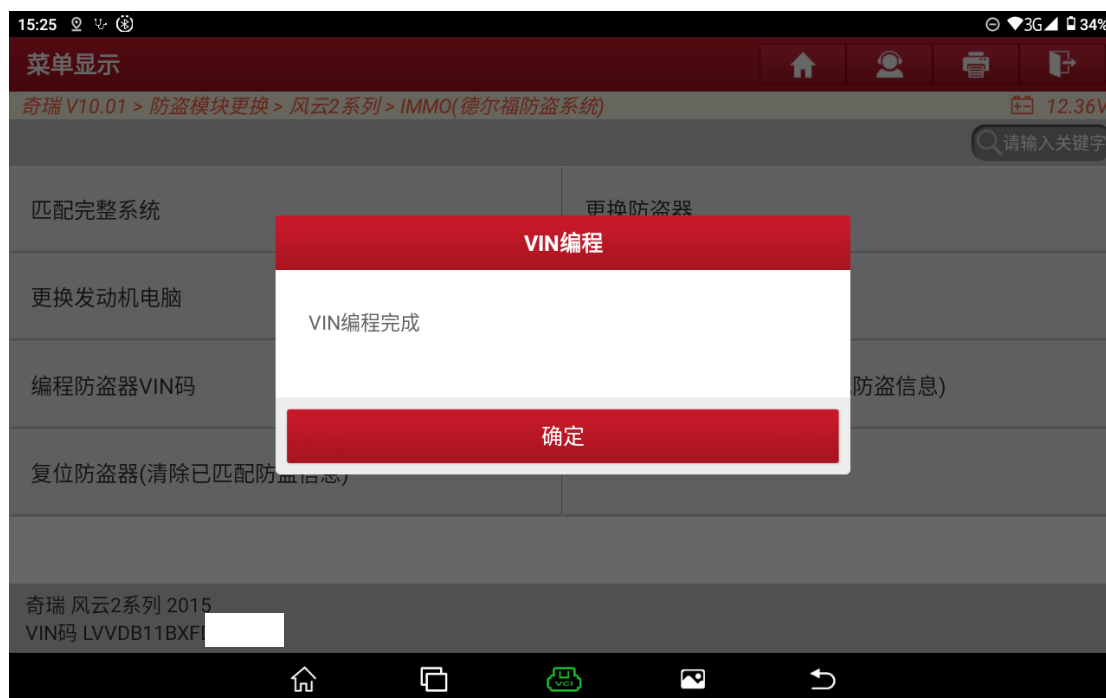 15:25
3G 34%
菜单显示
奇瑞 V10.01 > 防盗模块更换 > 风云2系列 > IMMO(德尔福防盗系统)
12.36V
请输入关键字
匹配完整系统
更换防盗器
VIN编程
更换发动机电脑
VIN编程完成
编程防盗器VIN码
防盗信息)
确定
复位防盗器(清除已匹配防盗信息)
奇瑞 风云2系列 2015
VIN码 LVVDB11BXF
VCI